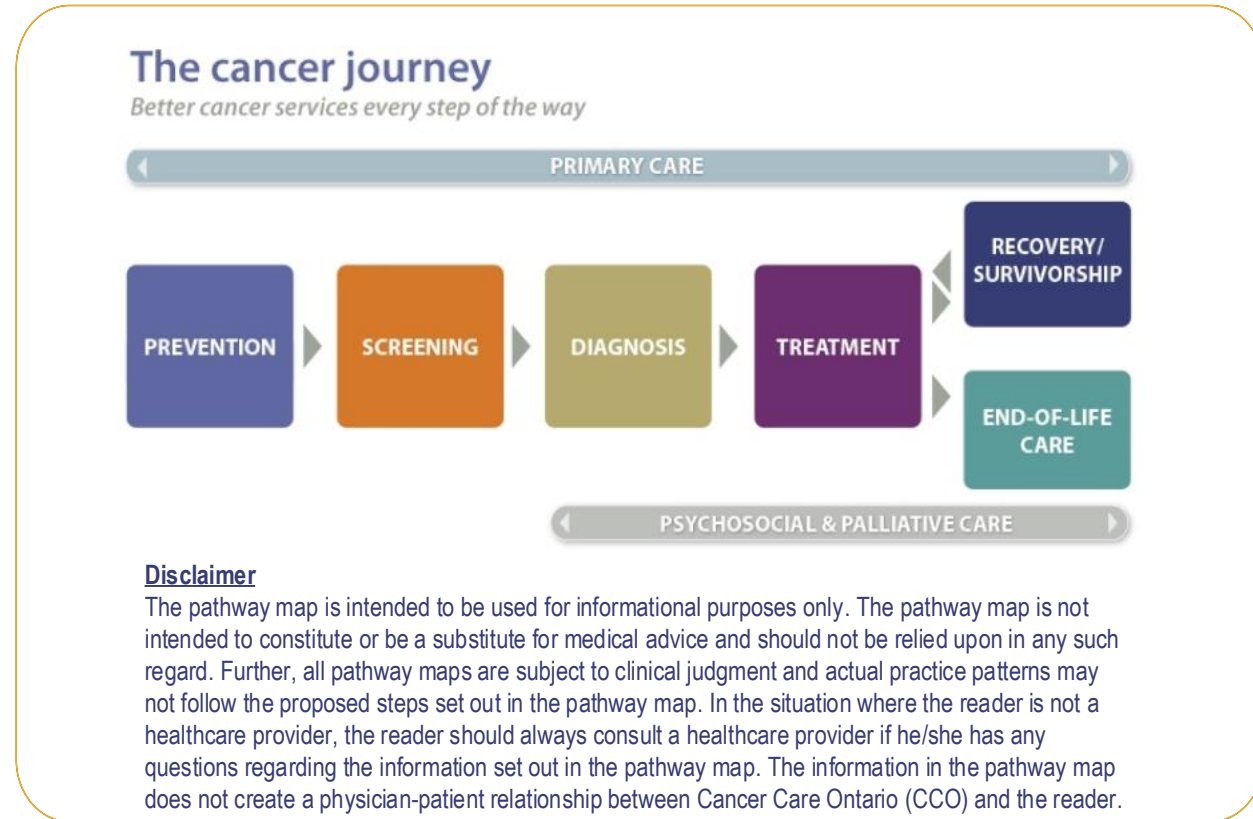 The cancer journey
Better cancer services every step of the way
PRIMARY CARE
PREVENTION
SCREENING
DIAGNOSIS
TREATMENT
RECOVERY/
SURVIVORSHIP
END-OF-LIFE
CARE
PSYCHOSOCIAL & PALLIATIVE CARE
Disclaimer
The pathway map is intended to be used for informational purposes only. The pathway map is not
intended to constitute or be a substitute for medical advice and should not be relied upon in any such
regard. Further, all pathway maps are subject to clinical judgment and actual practice patterns may
not follow the proposed steps set out in the pathway map. In the situation where the reader is not a
healthcare provider, the reader should always consult a healthcare provider if he/she has any
questions regarding the information set out in the pathway map. The information in the pathway map
does not create a physician-patient relationship between Cancer Care Ontario (CCO) and the reader.